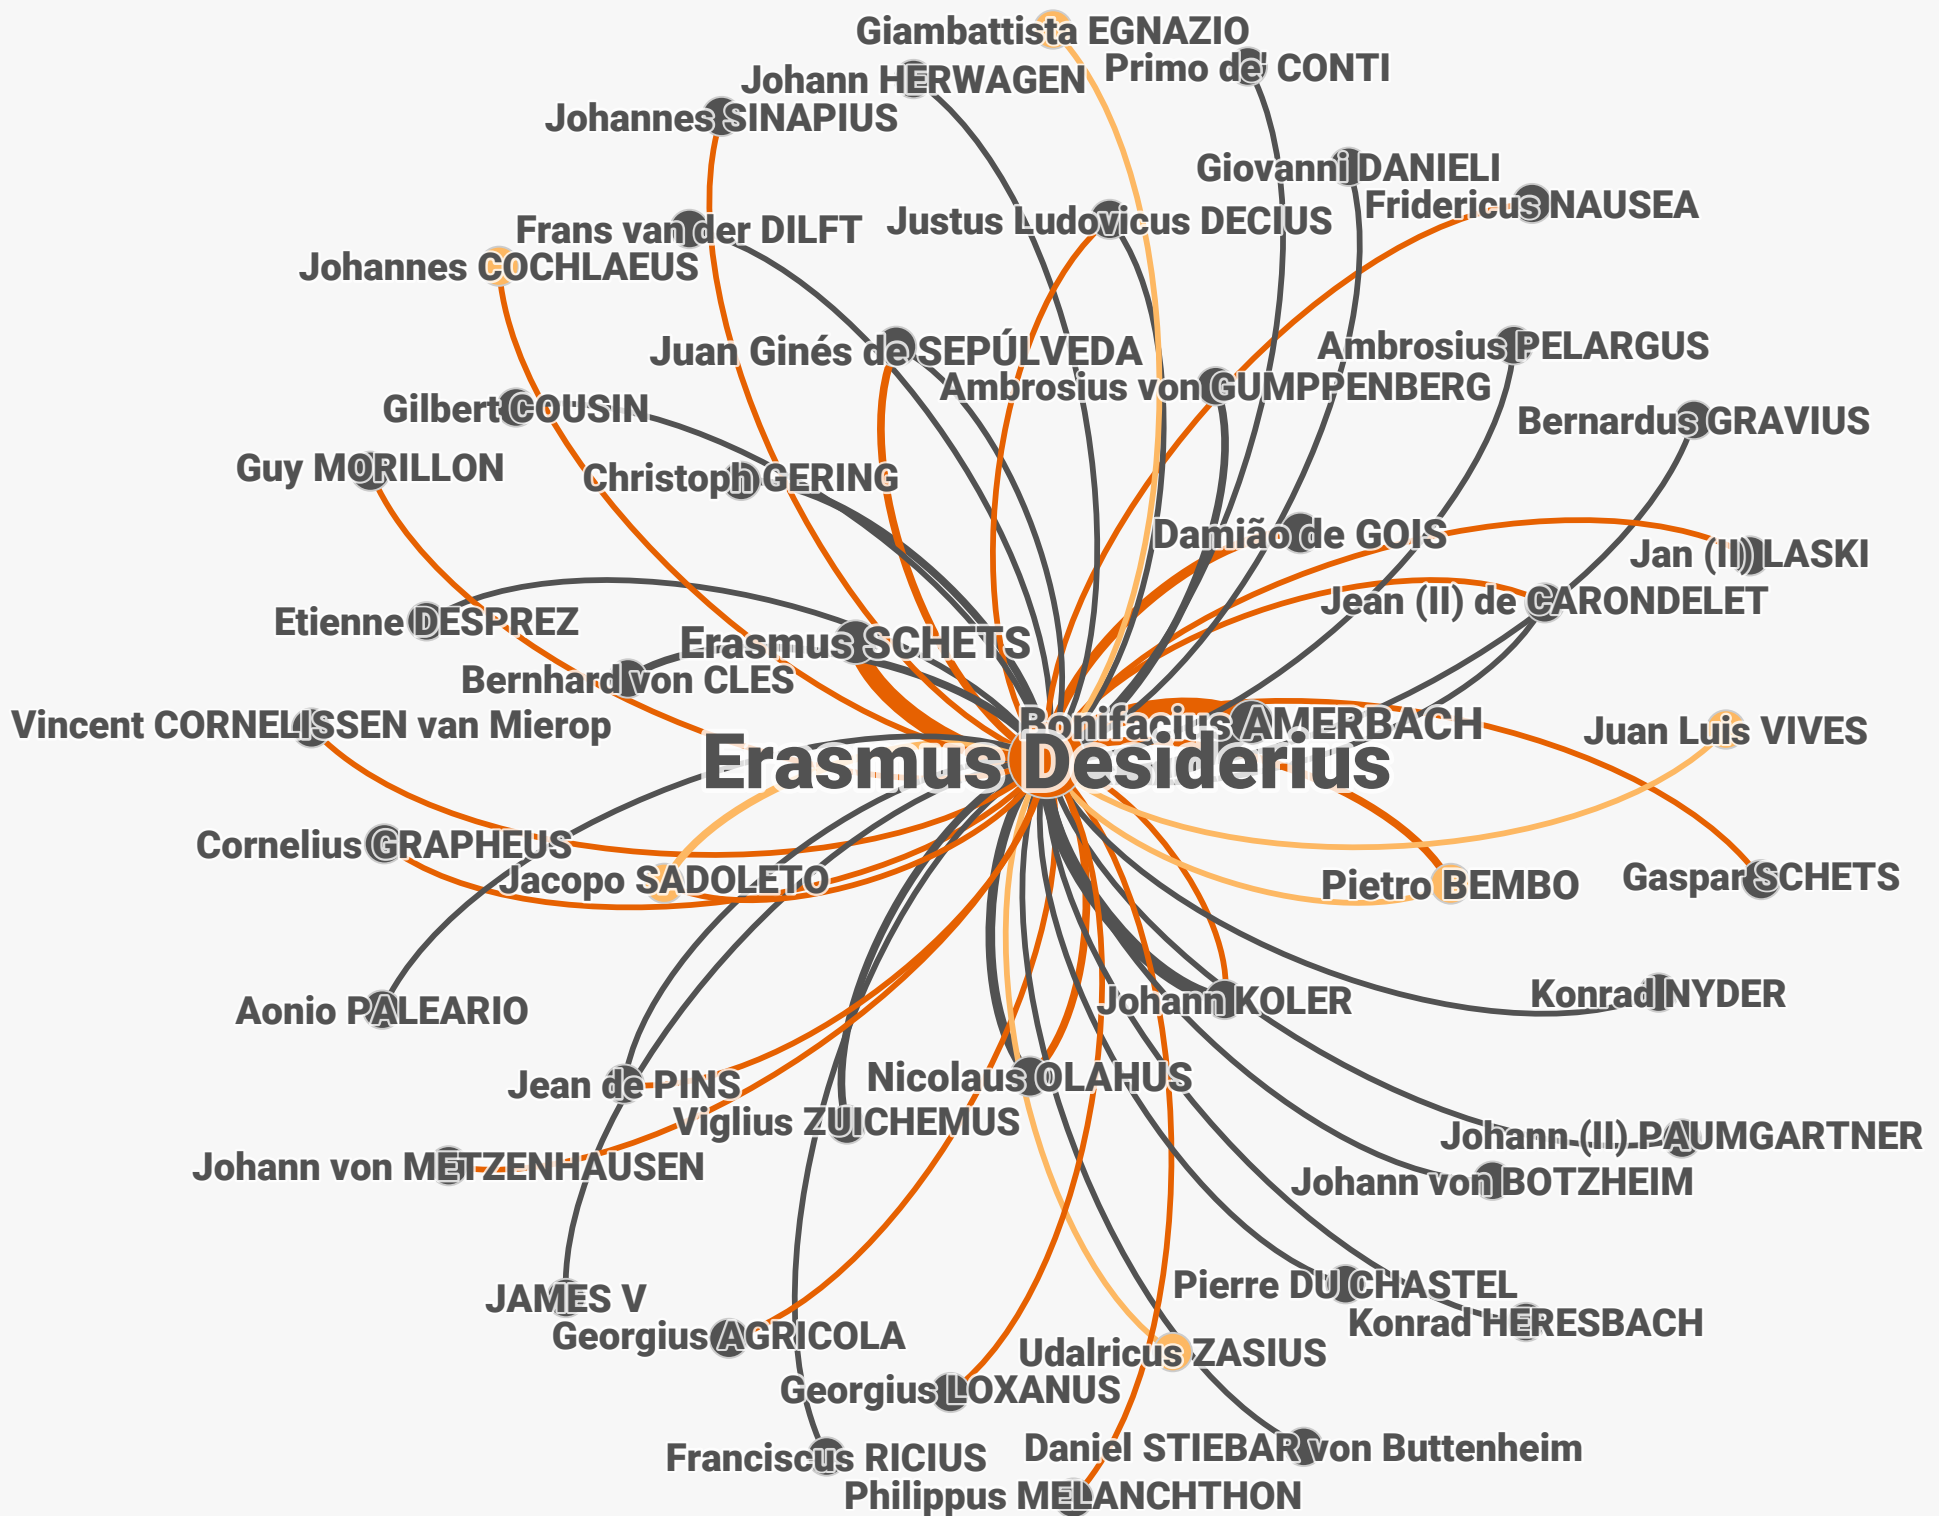 Giambattista EGNAZIO
Primo de' CONTI
Johann HERWAGEN
Johannes SINAPIUS
Giovanni DANIELI
Fridericus NAUSEA
Justus Ludovicus DECIUS
Frans van der DILFT
Johannes COCHLAEUS
Ambrosius PELARGUS
Juan Ginés de SEPÚLVEDA
Ambrosius von GUMPPENBERG
Gilbert COUSIN
Bernardus GRAVIUS
Guy MORILLON
Christoph GERING
Damião de GOIS
Jan (II) LASKI
Jean (II) de CARONDELET
Etienne DESPREZ
Erasmus SCHETS
Bernhard von CLES
Vincent CORNELISSEN van Mierop
Bonifacius AMERBACH
Juan Luis VIVES
Erasmus Desiderius
Cornelius GRAPHEUS
Jacopo SADOLETO
Pietro BEMBO
Gaspar SCHETS
Konrad NYDER
Johann KOLER
Aonio PALEARIO
Nicolaus OLAHUS
Jean de PINS
Viglius ZUICHEMUS
Johann (II) PAUMGARTNER
Johann von METZENHAUSEN
Johann von BOTZHEIM
Pierre DU CHASTEL
JAMES V
Konrad HERESBACH
Georgius AGRICOLA
Udalricus ZASIUS
Georgius LOXANUS
Daniel STIEBAR von Buttenheim
Franciscus RICIUS
Philippus MELANCHTHON